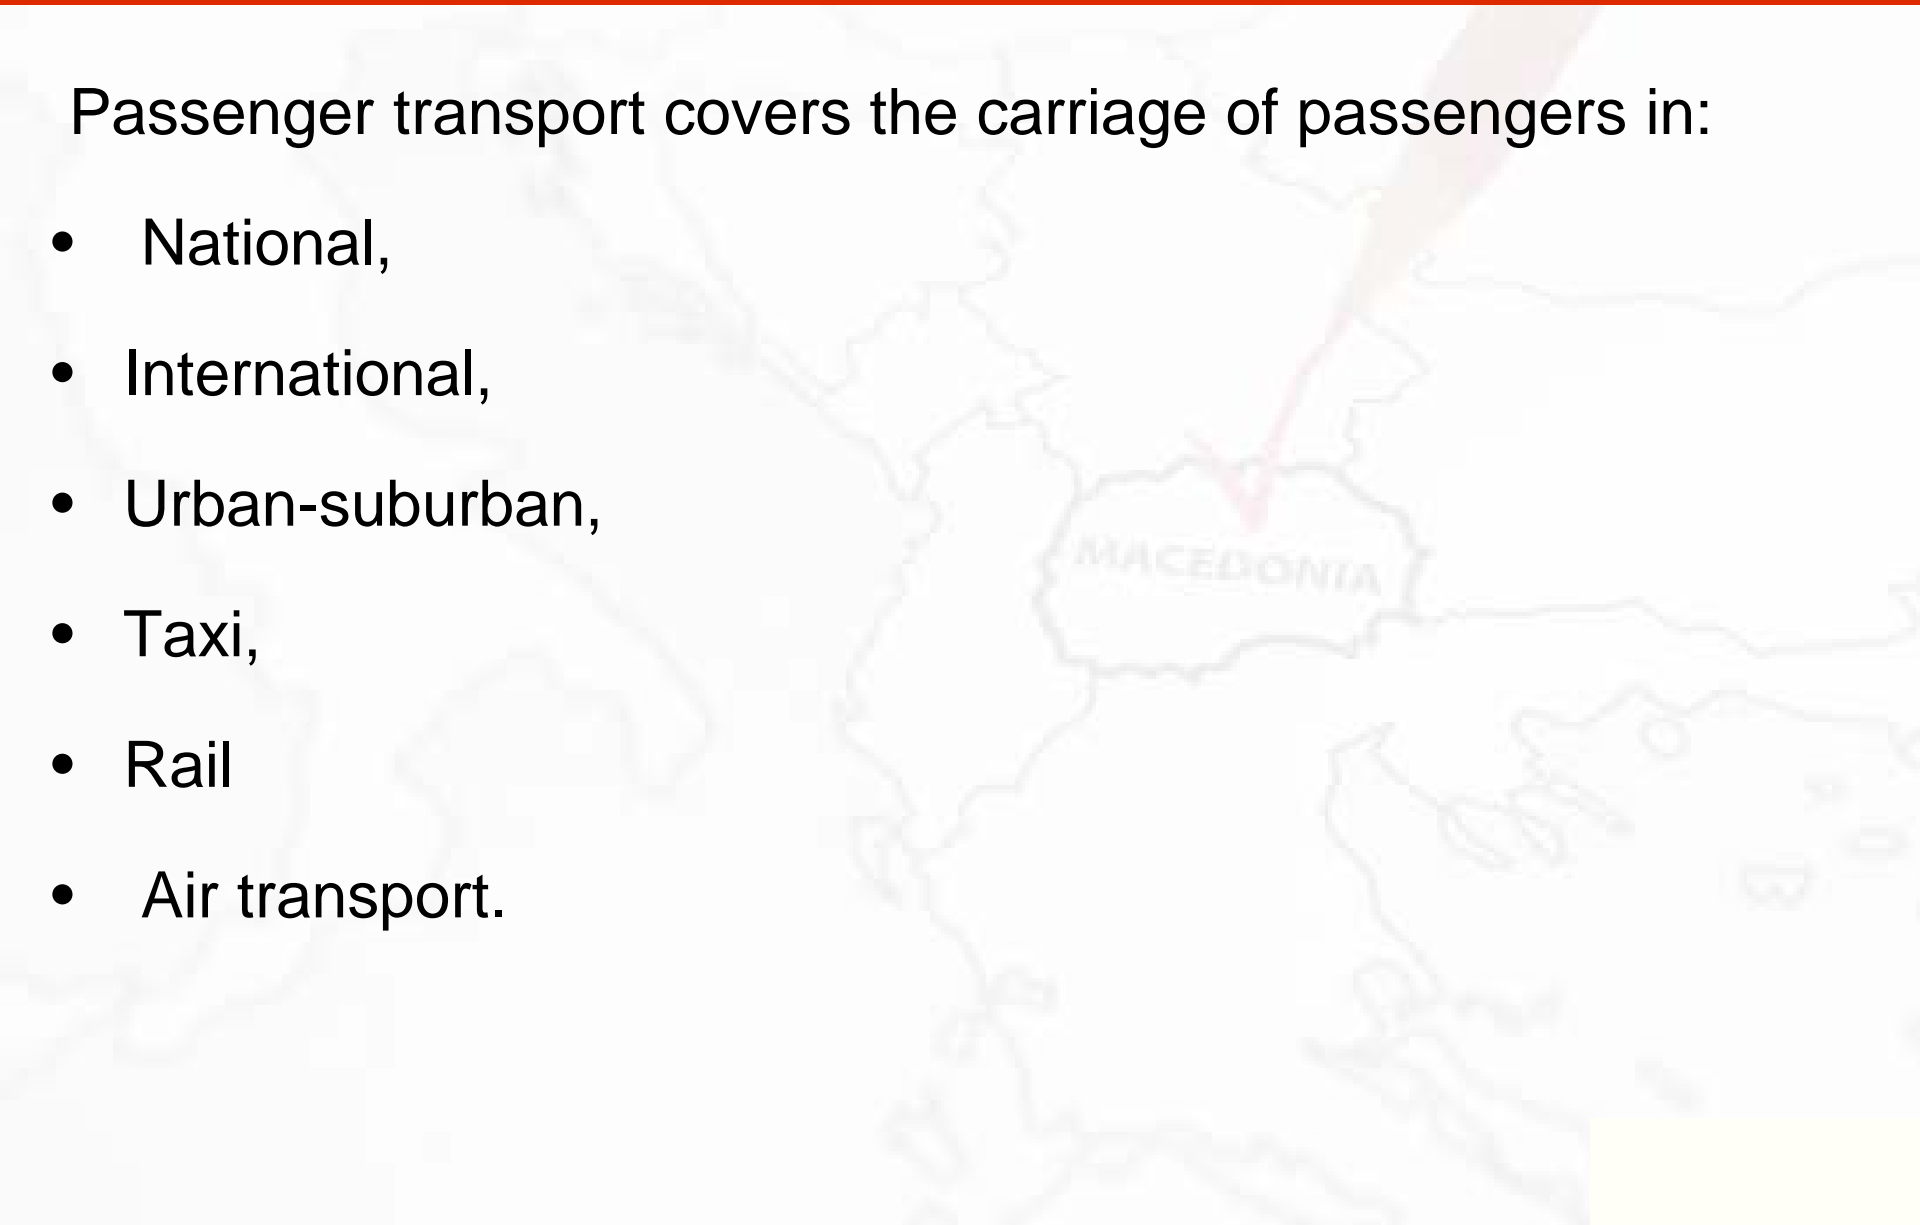 Passenger transport covers the carriage of passengers in:
• National,
• International,
• Urban-suburban,
• Taxi,
• Rail
• Air transport.
MACEDONIA